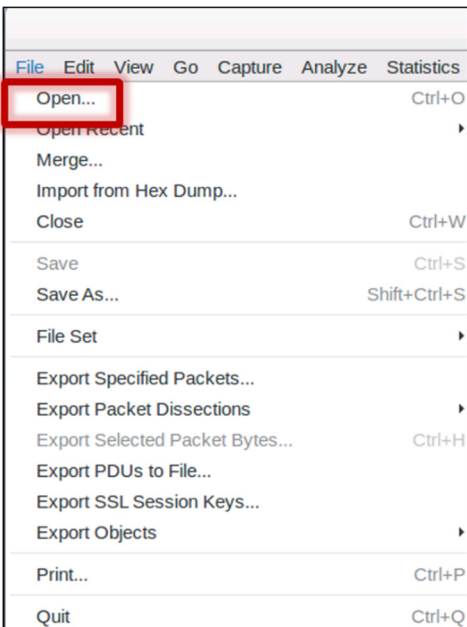 File Edit View Go Capture Analyze Statistics
Open... Ctrl+O
Open Recent
Merge...
Import from Hex Dump...
Close Ctrl+W
Save Ctrl+S
Save As... Shift+Ctrl+S
File Set
Export Specified Packets...
Export Packet Dissections
Export Selected Packet Bytes... Ctrl+H
Export PDUs to File...
Export SSL Session Keys...
Export Objects
Print... Ctrl+P
Quit Ctrl+Q